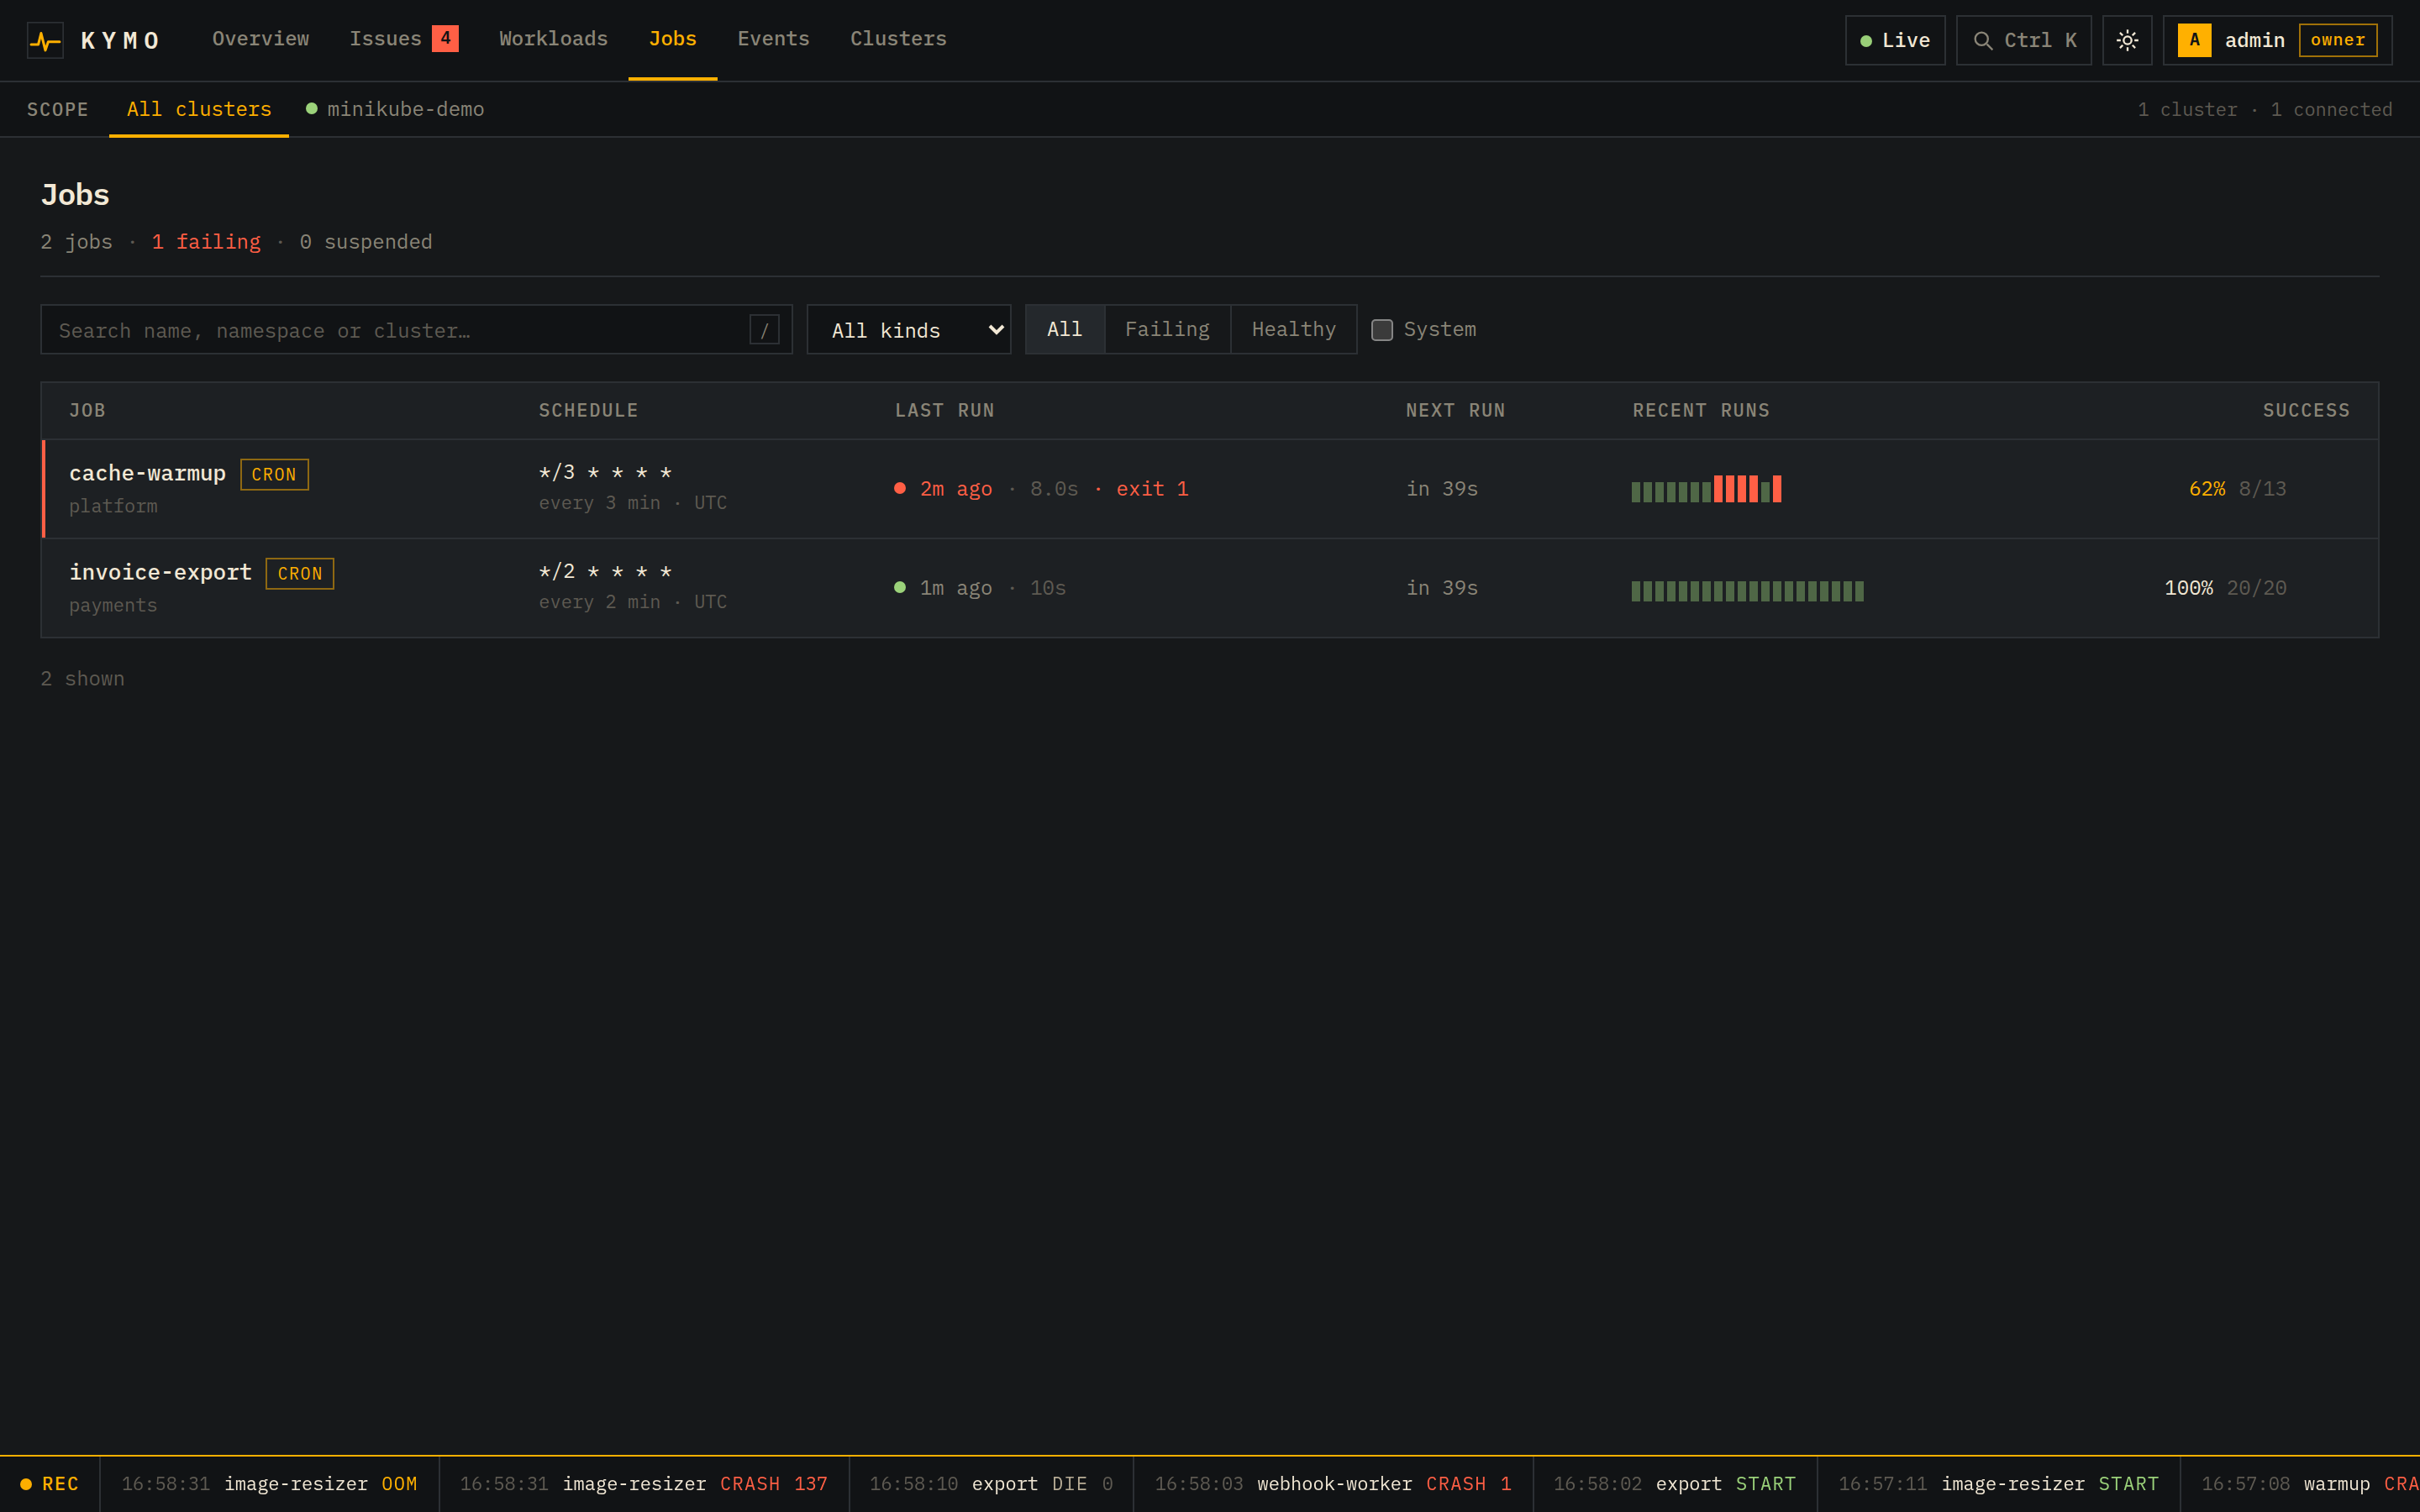 KYMO Overview Issues 4 Workloads Jobs Events Clusters Live Ctrl K A admin owner
SCOPE All clusters minikube-demo 1 cluster · 1 connected
Jobs
2 jobs · 1 failing · 0 suspended
Search name, namespace or cluster… / All kinds All Failing Healthy System
JOB SCHEDULE LAST RUN NEXT RUN RECENT RUNS SUCCESS
cache-warmup CRON */3 * * * * 2m ago · 8.0s · exit 1 in 39s 62% 8/13
platform every 3 min · UTC
invoice-export CRON */2 * * * * 1m ago · 10s in 39s 100% 20/20
payments every 2 min · UTC
2 shown
REC 16:58:31 image-resizer OOM 16:58:31 image-resizer CRASH 137 16:58:10 export DIE 0 16:58:03 webhook-worker CRASH 1 16:58:02 export START 16:57:11 image-resizer START 16:57:08 warmup CRA